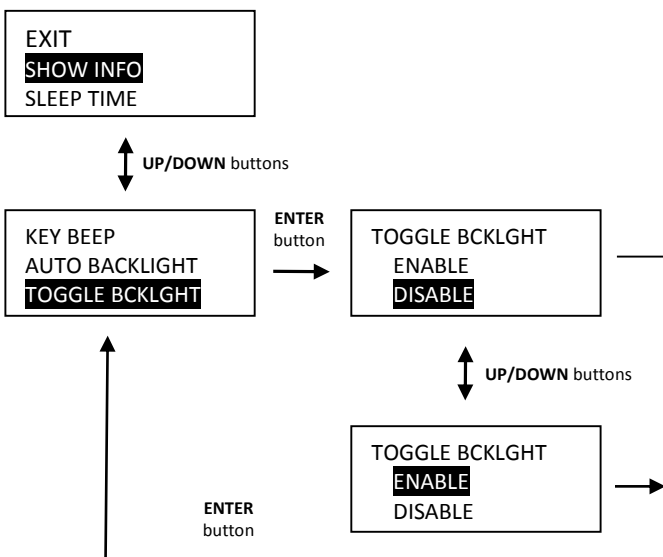 EXIT
SHOW INFO
SLEEP TIME
UP/DOWN buttons
KEY BEEP
AUTO BACKLIGHT
TOGGLE BCKLGHT
ENTER
button
TOGGLE BCKLGHT
ENABLE
DISABLE
UP/DOWN buttons
TOGGLE BCKLGHT
ENABLE
DISABLE
ENTER
button